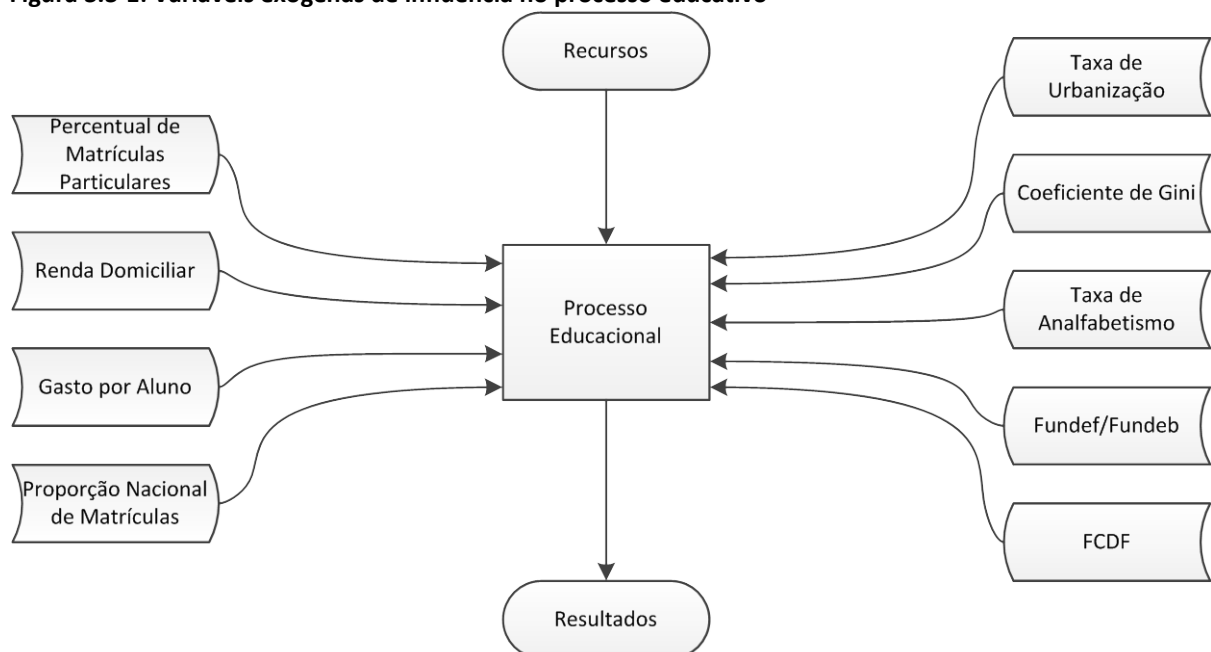 Recursos
Percentual de
Matrículas
Particulares
Renda Domiciliar
Gasto por Aluno
Proporção Nacional
de Matrículas
Processo
Educacional
Taxa de
Urbanização
Coeficiente de Gini
Taxa de
Analfabetismo
Fundef/Fundeb
FCDF
Resultados